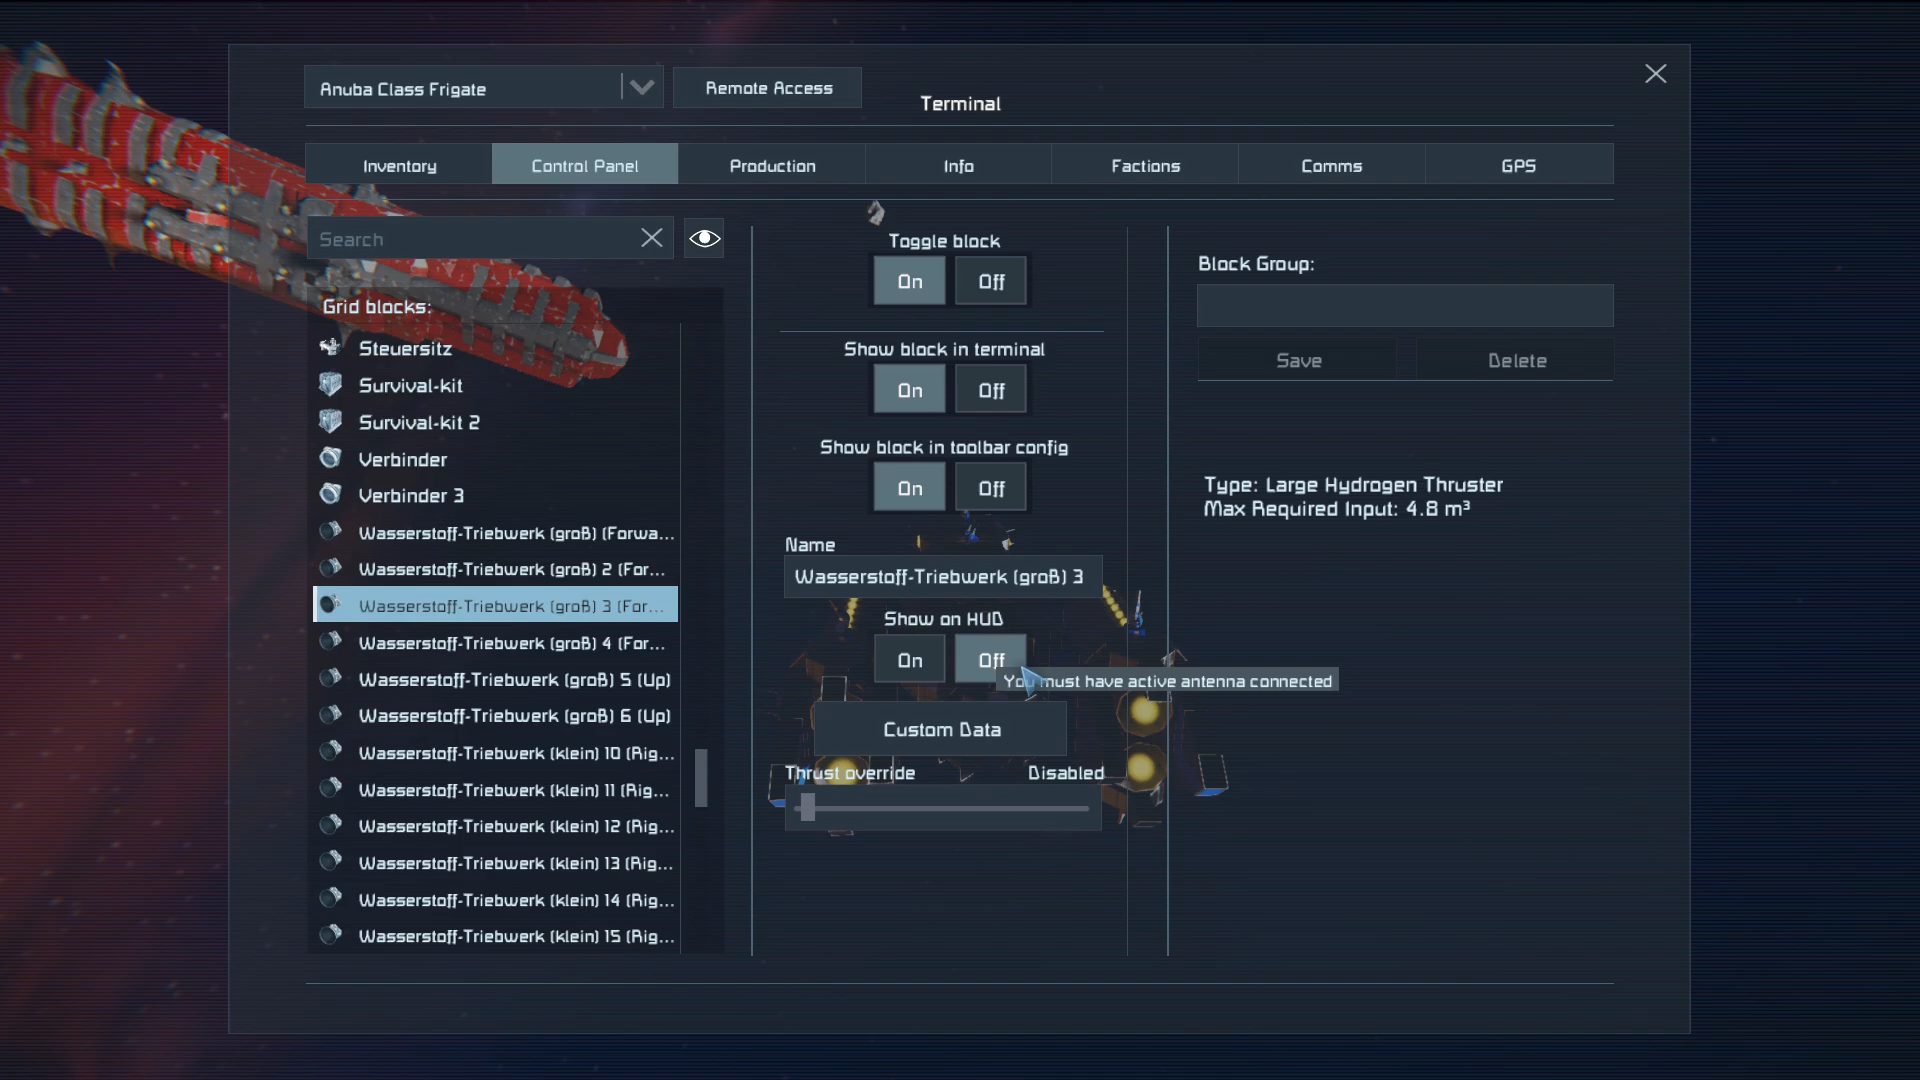 Anuba Class Frigate
Remote Access
Terminal
Inventory
Control Panel
Production
Info
Factions
Comms
GPS
Search
Grid blocks:
Steuersitz
Survival-kit
Survival-kit 2
Verbinder
Verbinder 3
Wasserstoff-Triebwerk (groß) (Forwa...
Wasserstoff-Triebwerk (groß) 2 (For...
Wasserstoff-Triebwerk (groß) 3 (For...
Wasserstoff-Triebwerk (groß) 4 (For...
Wasserstoff-Triebwerk (groß) 5 (Up)
Wasserstoff-Triebwerk (groß) 6 (Up)
Wasserstoff-Triebwerk (klein) 10 (Rig...
Wasserstoff-Triebwerk (klein) 11 (Rig...
Wasserstoff-Triebwerk (klein) 12 (Rig...
Wasserstoff-Triebwerk (klein) 13 (Rig...
Wasserstoff-Triebwerk (klein) 14 (Rig...
Wasserstoff-Triebwerk (klein) 15 (Rig...
Toggle block
On Off
Show block in terminal
On Off
Show block in toolbar config
On Off
Name
Wasserstoff-Triebwerk (groß) 3
Show on HUD
On Off
You must have active antenna connected
Custom Data
Thrust override Disabled
Block Group:
Save Delete
Type: Large Hydrogen Thruster
Max Required Input: 4.8 m³